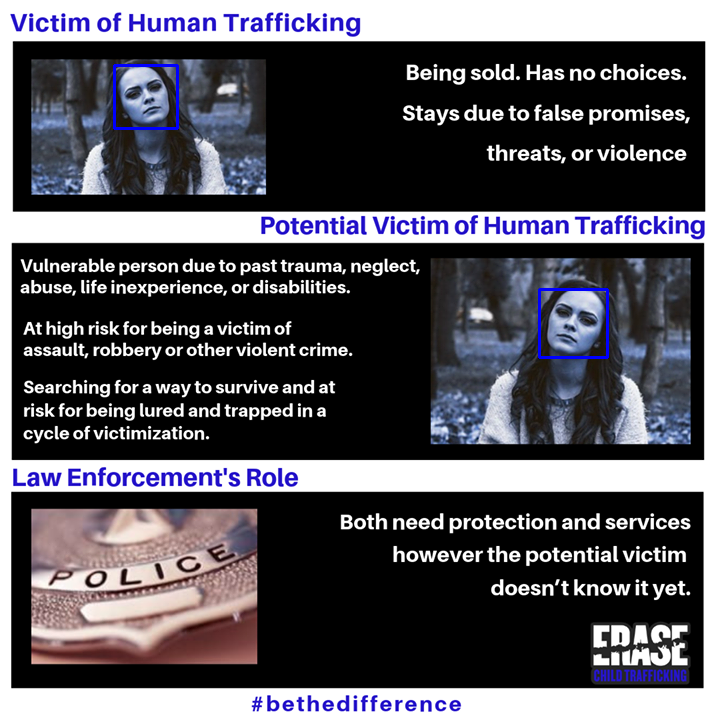 Victim of Human Trafficking
Being sold. Has no choices.
Stays due to false promises,
threats, or violence
Potential Victim of Human Trafficking
Vulnerable person due to past trauma, neglect,
abuse, life inexperience, or disabilities.
At high risk for being a victim of
assault, robbery or other violent crime.
Searching for a way to survive and at
risk for being lured and trapped in a
cycle of victimization.
Law Enforcement's Role
POLICE
Both need protection and services
however the potential victim
doesn’t know it yet.
ERASE
CHILD TRAFFICKING
#bethedifference